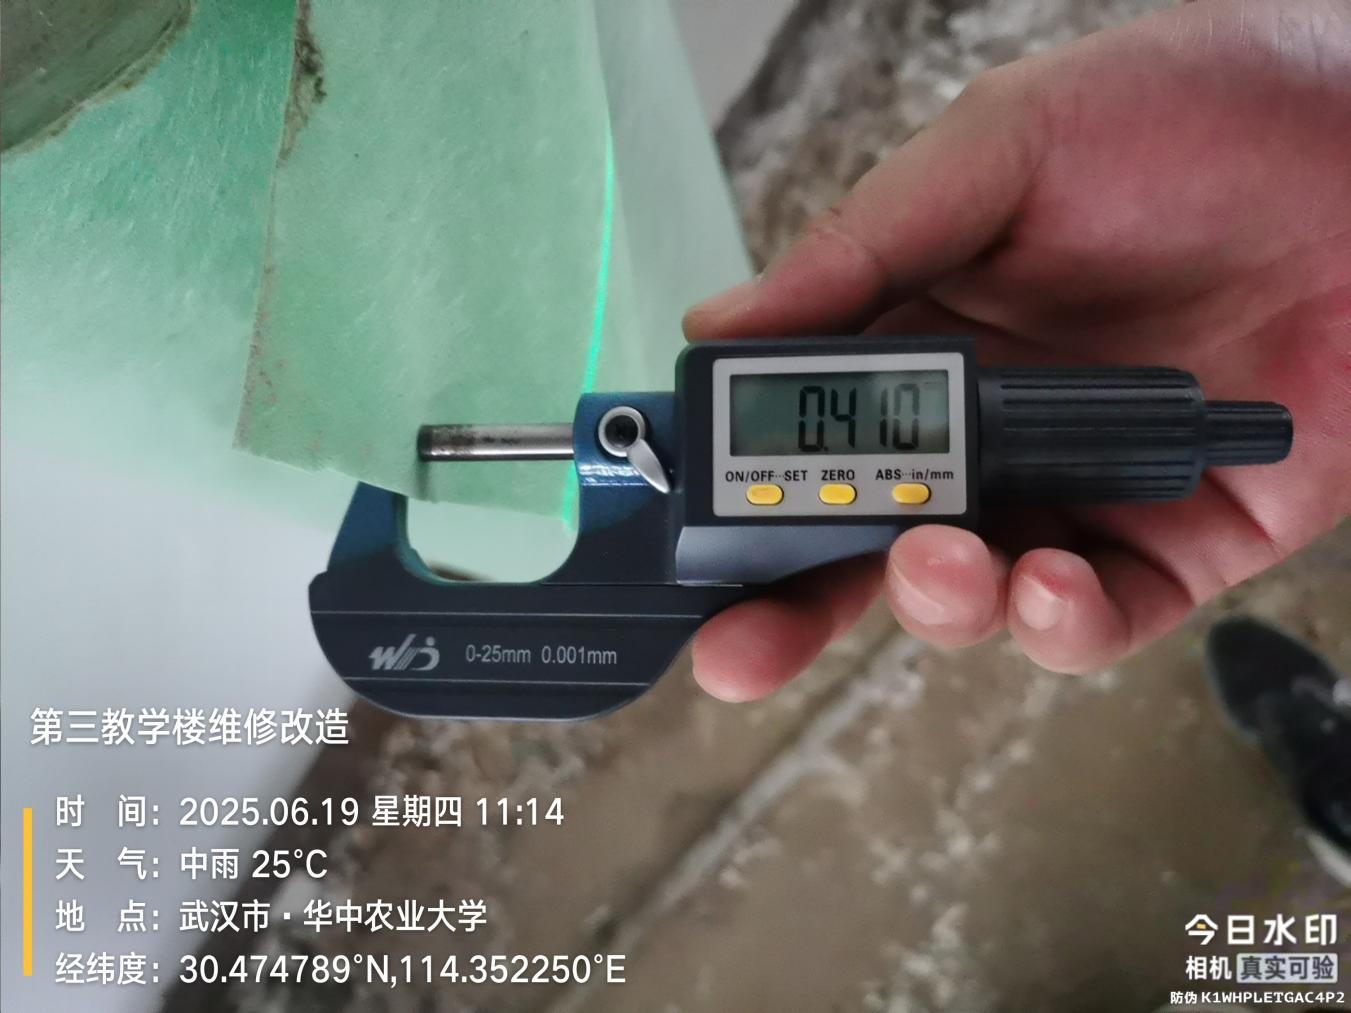 0.410
ON/OFF···SET ZERO ABS···in/mm
0-25mm 0.001mm
第三教学楼维修改造
时 间：2025.06.19 星期四 11:14
天 气：中雨 25°C
地 点：武汉市·华中农业大学
经纬度：30.474789°N,114.352250°E
今日水印
相机 真实可验
防伪 K1WHPLETGAC4P2